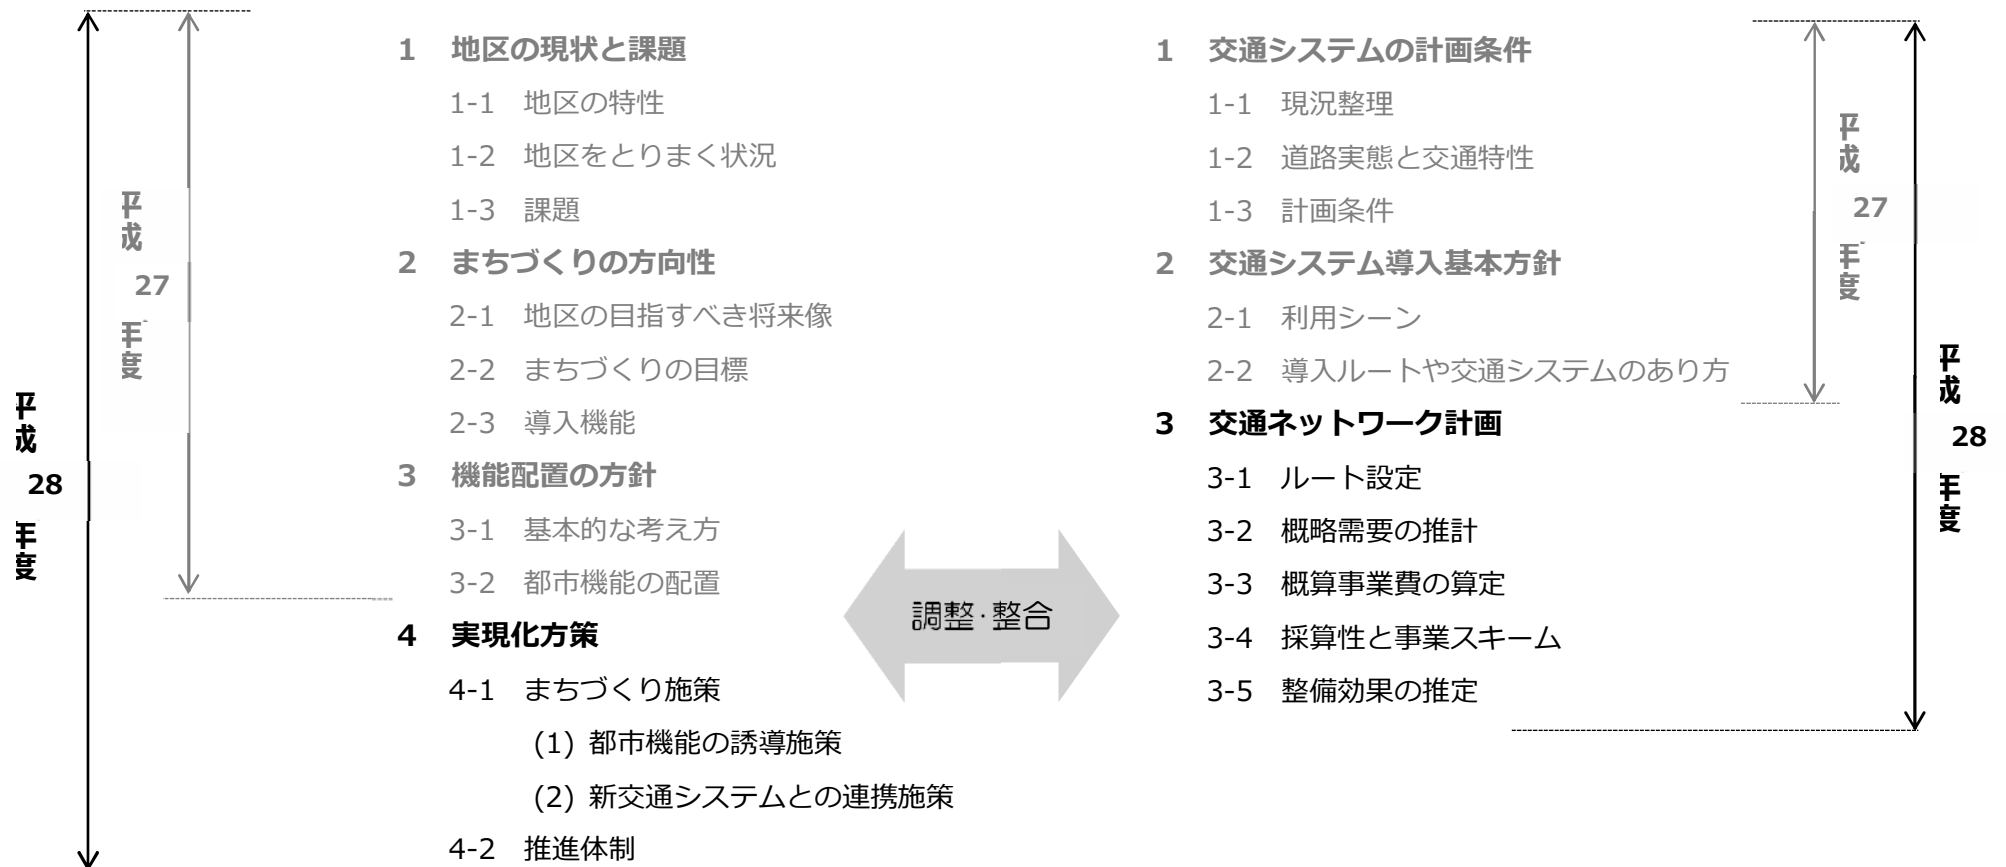 平成28年度
平成27年度
1 地区の現状と課題
1-1 地区の特性
1-2 地区をとりまく状況
1-3 課題
2 まちづくりの方向性
2-1 地区の目指すべき将来像
2-2 まちづくりの目標
2-3 導入機能
3 機能配置の方針
3-1 基本的な考え方
3-2 都市機能の配置
4 実現化方策
4-1 まちづくり施策
(1) 都市機能の誘導施策
(2) 新交通システムとの連携施策
4-2 推進体制
調整・整合
1 交通システムの計画条件
1-1 現況整理
1-2 道路実態と交通特性
1-3 計画条件
2 交通システム導入基本方針
2-1 利用シーン
2-2 導入ルートや交通システムのあり方
3 交通ネットワーク計画
3-1 ルート設定
3-2 概略需要の推計
3-3 概算事業費の算定
3-4 採算性と事業スキーム
3-5 整備効果の推定
平成27年度
平成28年度